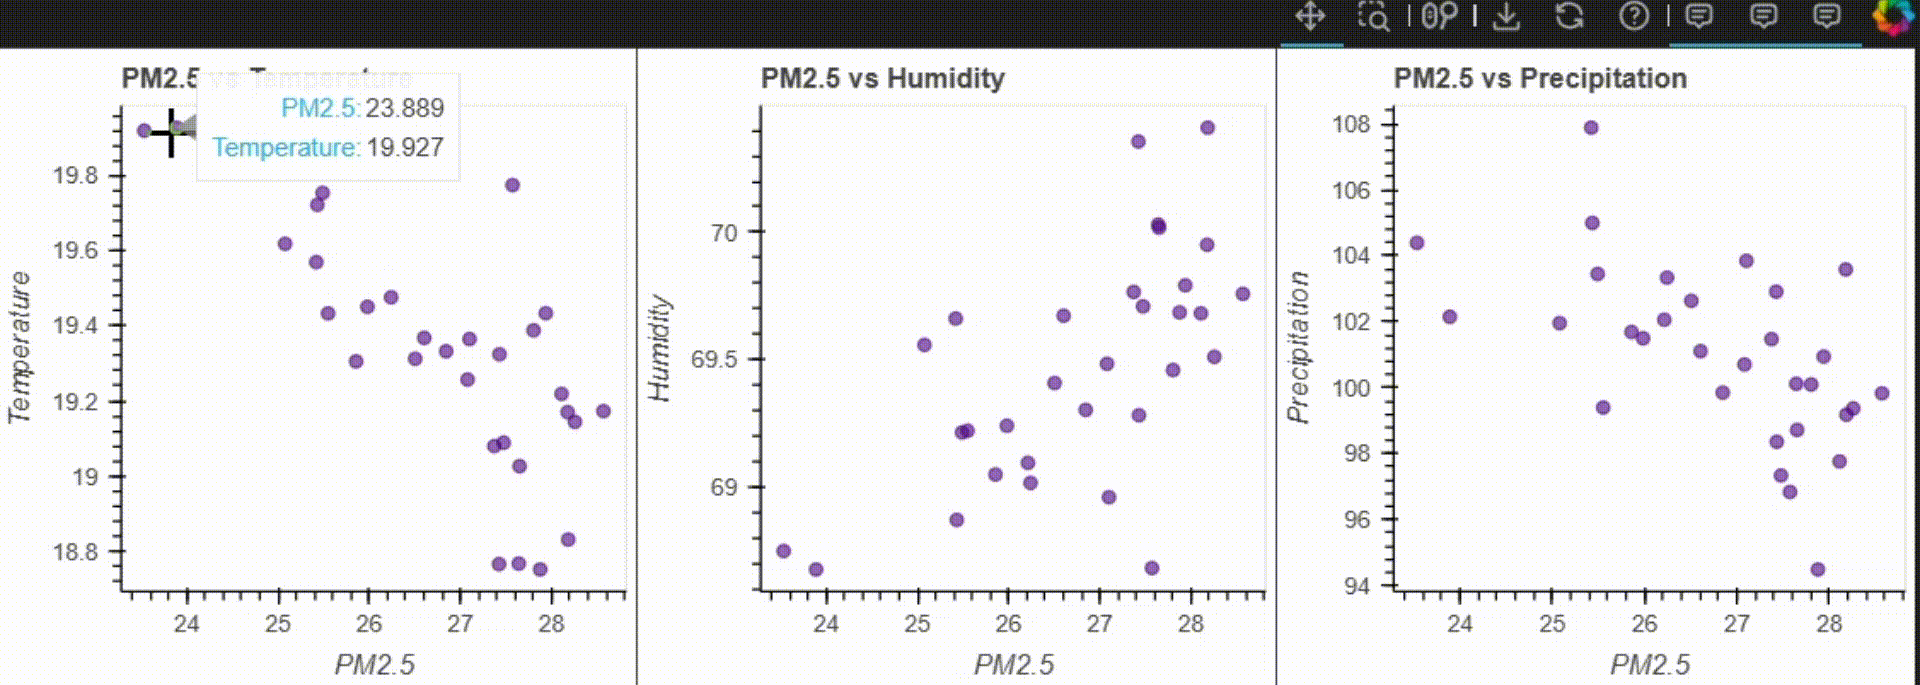 PM2.5 vs Temperature
PM2.5: 23.889
Temperature: 19.927
19.8
19.6
19.4
19.2
19
18.8
Temperature
24 25 26 27 28
PM2.5
PM2.5 vs Humidity
70
69.5
69
Humidity
24 25 26 27 28
PM2.5
PM2.5 vs Precipitation
108
106
104
102
100
98
96
94
Precipitation
24 25 26 27 28
PM2.5